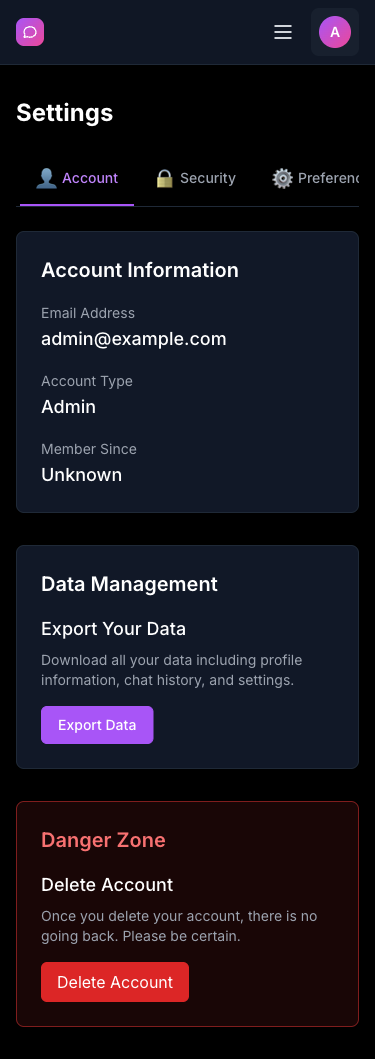 A
Settings
Account Security Preferenc
Account Information
Email Address
admin@example.com
Account Type
Admin
Member Since
Unknown
Data Management
Export Your Data
Download all your data including profile
information, chat history, and settings.
Export Data
Danger Zone
Delete Account
Once you delete your account, there is no
going back. Please be certain.
Delete Account